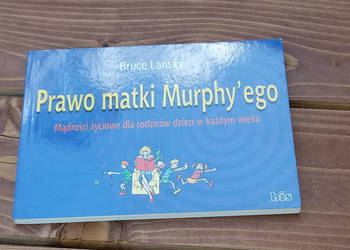 Bruce Lansky
Prawo matki Murphy'ego
Mądrości życiowe dla rodziców dzieci w każdym wieku
bis